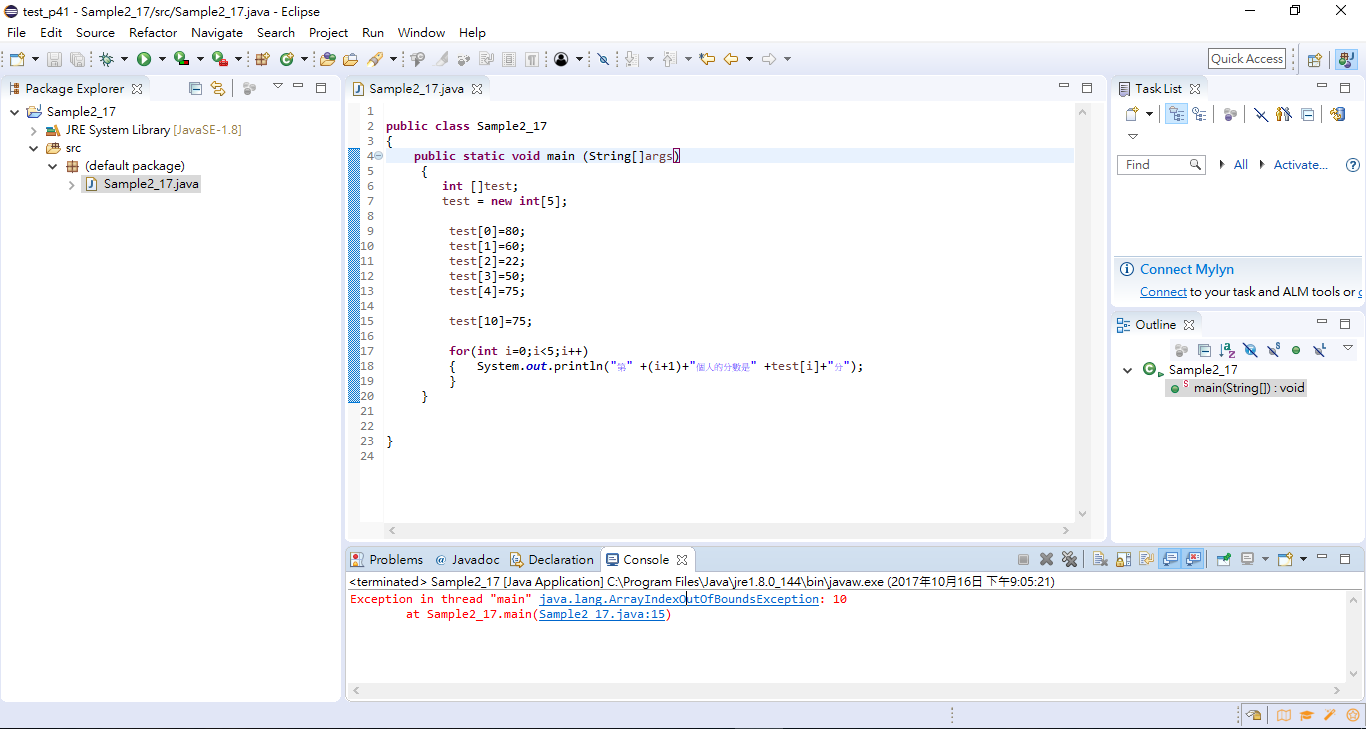 test_p41 - Sample2_17/src/Sample2_17.java - Eclipse
File Edit Source Refactor Navigate Search Project Run Window Help
Quick Access
Package Explorer
Sample2_17
JRE System Library [JavaSE-1.8]
src
(default package)
Sample2_17.java
Sample2_17.java
1
2 public class Sample2_17
3 {
4 public static void main (String[]args)
5 {
6 int []test;
7 test = new int[5];
8
9 test[0]=80;
10 test[1]=60;
11 test[2]=22;
12 test[3]=50;
13 test[4]=75;
14
15 test[10]=75;
16
17 for(int i=0;i<5;i++)
18 { System.out.println("第" +(i+1)+"個人的分數是" +test[i]+"分");
19 }
20 }
21
22
23 }
24
Task List
Find All Activate...
Connect Mylyn
Connect to your task and ALM tools or c
Outline
Sample2_17
main(String[]) : void
Problems @ Javadoc Declaration Console
<terminated> Sample2_17 [Java Application] C:\Program Files\Java\jre1.8.0_144\bin\javaw.exe (2017年10月16日 下午9:05:21)
Exception in thread "main" java.lang.ArrayIndexOutOfBoundsException: 10
at Sample2_17.main(Sample2_17.java:15)